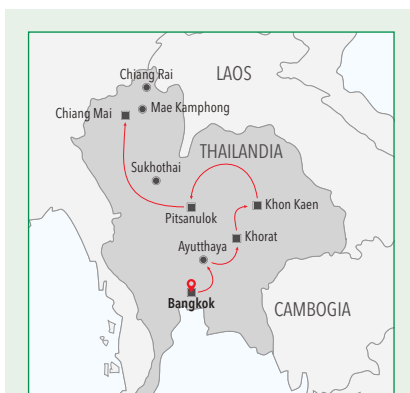 Chiang Rai
LAOS
Chiang Mai
Mae Kamphong
THAILANDIA
Sukhothai
Pitsanulok
Khon Kaen
Khorat
Ayutthaya
Bangkok
CAMBOGIA